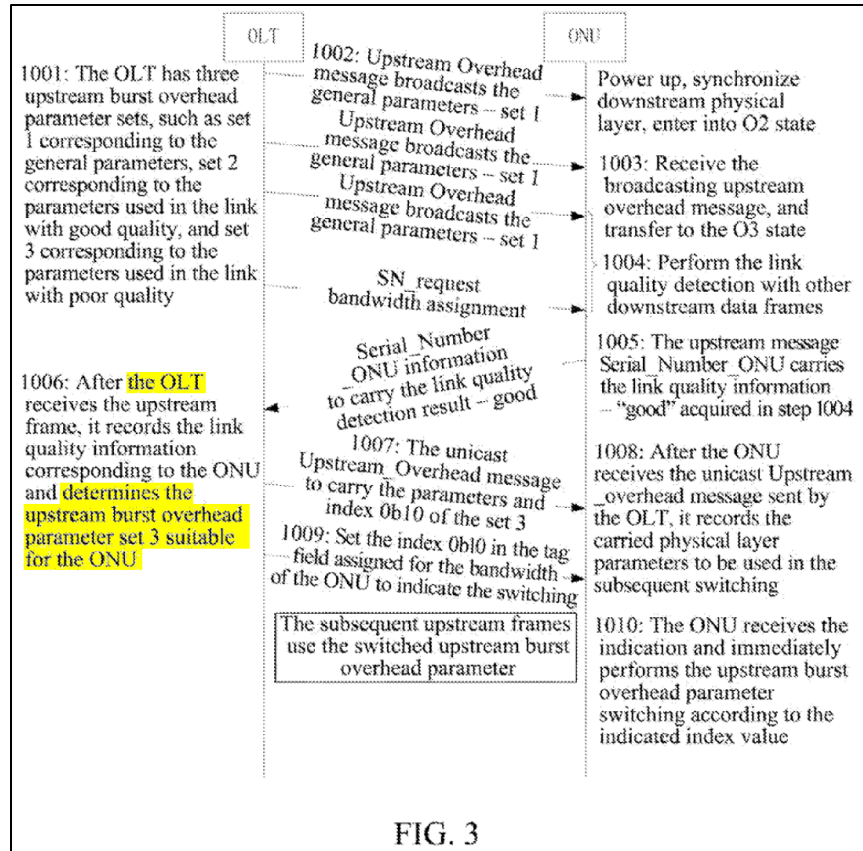 OLT
ONU
1001: The OLT has three
upstream burst overhead
parameter sets, such as set
1 corresponding to the
general parameters, set 2
corresponding to the
parameters used in the link
with good quality, and set
3 corresponding to the
parameters used in the link
with poor quality
1002: Upstream Overhead
message broadcasts the
general parameters – set 1
Upstream Overhead
message broadcasts the
general parameters – set 1
Upstream Overhead
message broadcasts the
general parameters – set 1
Power up, synchronize
downstream physical
layer, enter into O2 state
1003: Receive the
broadcasting upstream
overhead message, and
transfer to the O3 state
1004: Perform the link
quality detection with other
downstream data frames
SN_request
bandwidth assignment
1005: The upstream message
Serial_Number_ONU carries
the link quality information
– “good” acquired in step 1004
Serial_Number
_ONU information
to carry the link quality
detection result – good
1006: After the OLT
receives the upstream
frame, it records the link
quality information
corresponding to the ONU
and determines the
upstream burst overhead
parameter set 3 suitable
for the ONU
1007: The unicast
Upstream_Overhead message
to carry the parameters and
index 0b10 of the set 3
1008: After the ONU
receives the unicast Upstream
_overhead message sent by
the OLT, it records the
carried physical layer
parameters to be used in the
subsequent switching
1009: Set the index 0b10 in the tag
field assigned for the bandwidth
of the ONU to indicate the switching
The subsequent upstream frames
use the switched upstream burst
overhead parameter
1010: The ONU receives the
indication and immediately
performs the upstream burst
overhead parameter
switching according to the
indicated index value
FIG. 3